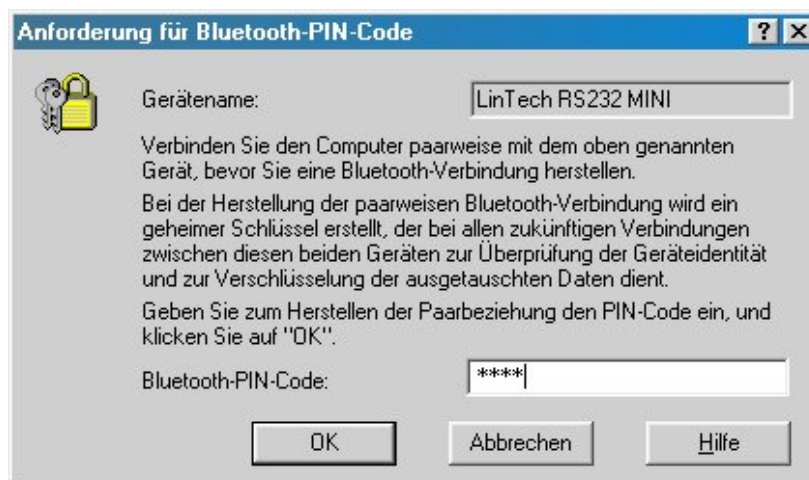 Anforderung für Bluetooth-PIN-Code
Gerätename: LinTech RS232 MINI
Verbinden Sie den Computer paarweise mit dem oben genannten
Gerät, bevor Sie eine Bluetooth-Verbindung herstellen.
Bei der Herstellung der paarweisen Bluetooth-Verbindung wird ein
geheimer Schlüssel erstellt, der bei allen zukünftigen Verbindungen
zwischen diesen beiden Geräten zur Überprüfung der Geräteidentität
und zur Verschlüsselung der ausgetauschten Daten dient.
Geben Sie zum Herstellen der Paarbeziehung den PIN-Code ein, und
klicken Sie auf "OK".
Bluetooth-PIN-Code: ****
OK Abbrechen Hilfe